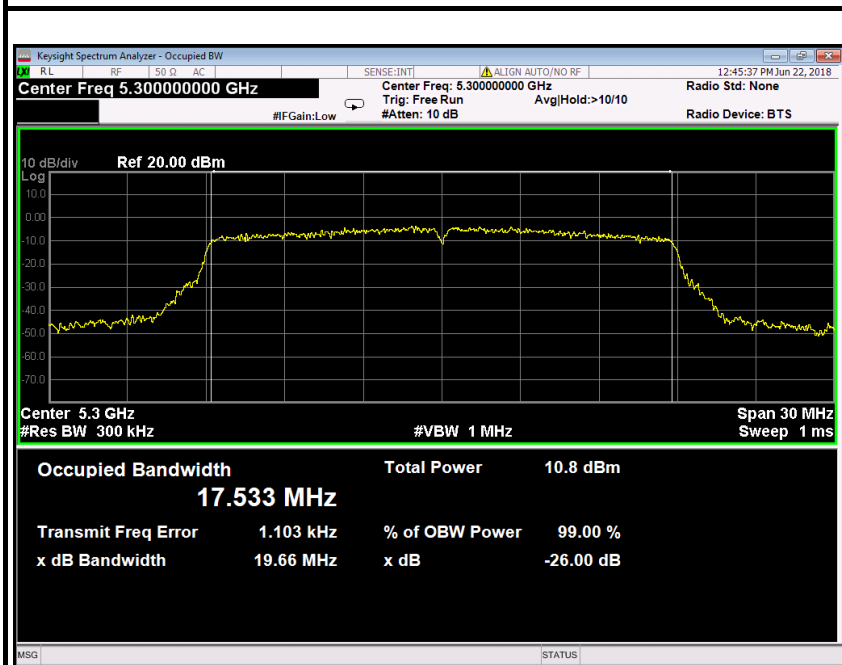 Keysight Spectrum Analyzer - Occupied BW
LXI RL RF 50 Ω AC SENSE:INT ALIGN AUTO/NO RF 12:45:37 PM Jun 22, 2018
Center Freq 5.300000000 GHz Center Freq: 5.300000000 GHz Radio Std: None
Trig: Free Run Avg|Hold:>10/10
#IFGain:Low #Atten: 10 dB Radio Device: BTS
10 dB/div Ref 20.00 dBm
Log
10.0
0.00
-10.0
-20.0
-30.0
-40.0
-50.0
-60.0
-70.0
Center 5.3 GHz Span 30 MHz
#Res BW 300 kHz #VBW 1 MHz Sweep 1 ms
Occupied Bandwidth Total Power 10.8 dBm
17.533 MHz
Transmit Freq Error 1.103 kHz % of OBW Power 99.00 %
x dB Bandwidth 19.66 MHz x dB -26.00 dB
MSG STATUS